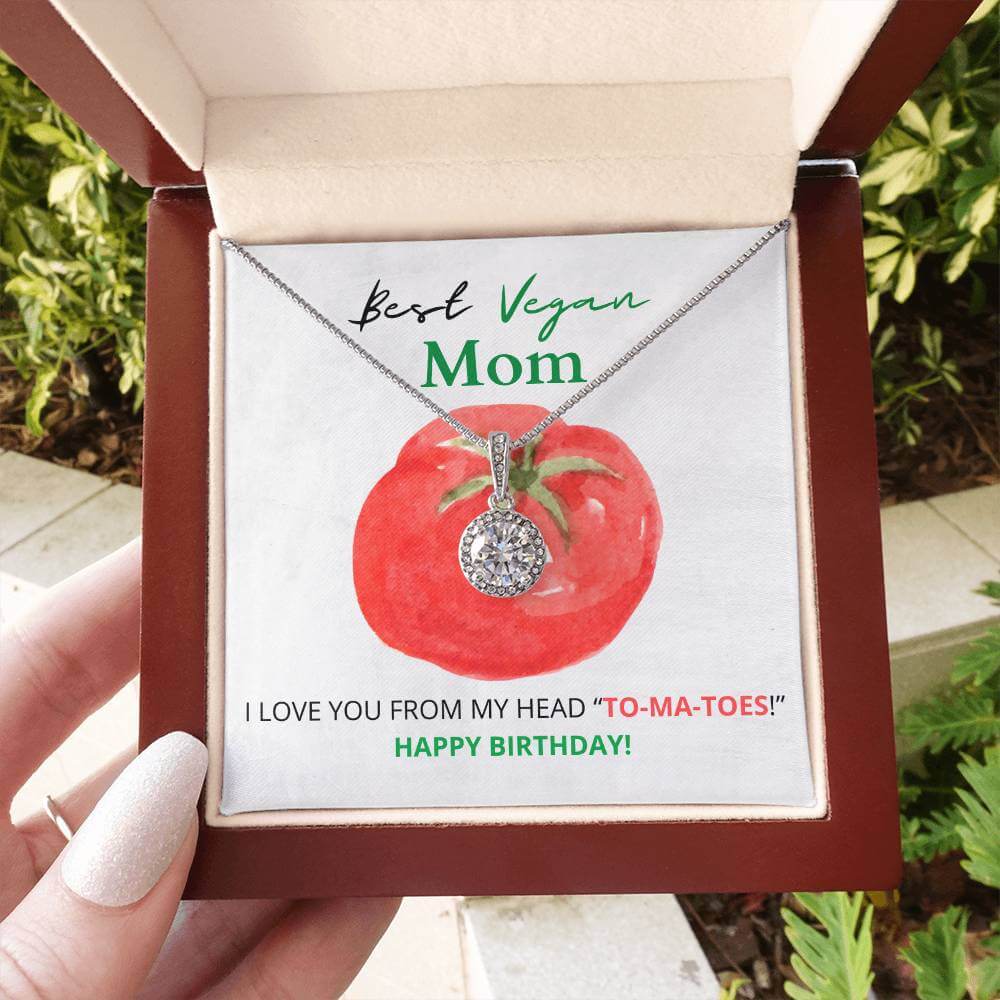 Best Vegan
Mom
I LOVE YOU FROM MY HEAD “TO-MA-TOES!”
HAPPY BIRTHDAY!